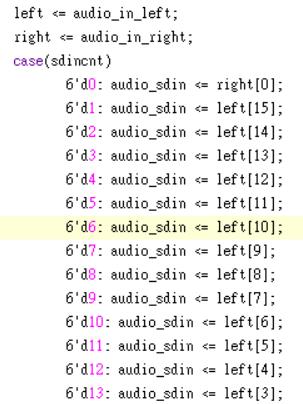 left <= audio_in_left;
right <= audio_in_right;
case(sdincnt)
6'd0: audio_sdin <= right[0];
6'd1: audio_sdin <= left[15];
6'd2: audio_sdin <= left[14];
6'd3: audio_sdin <= left[13];
6'd4: audio_sdin <= left[12];
6'd5: audio_sdin <= left[11];
6'd6: audio_sdin <= left[10];
6'd7: audio_sdin <= left[9];
6'd8: audio_sdin <= left[8];
6'd9: audio_sdin <= left[7];
6'd10: audio_sdin <= left[6];
6'd11: audio_sdin <= left[5];
6'd12: audio_sdin <= left[4];
6'd13: audio_sdin <= left[3];